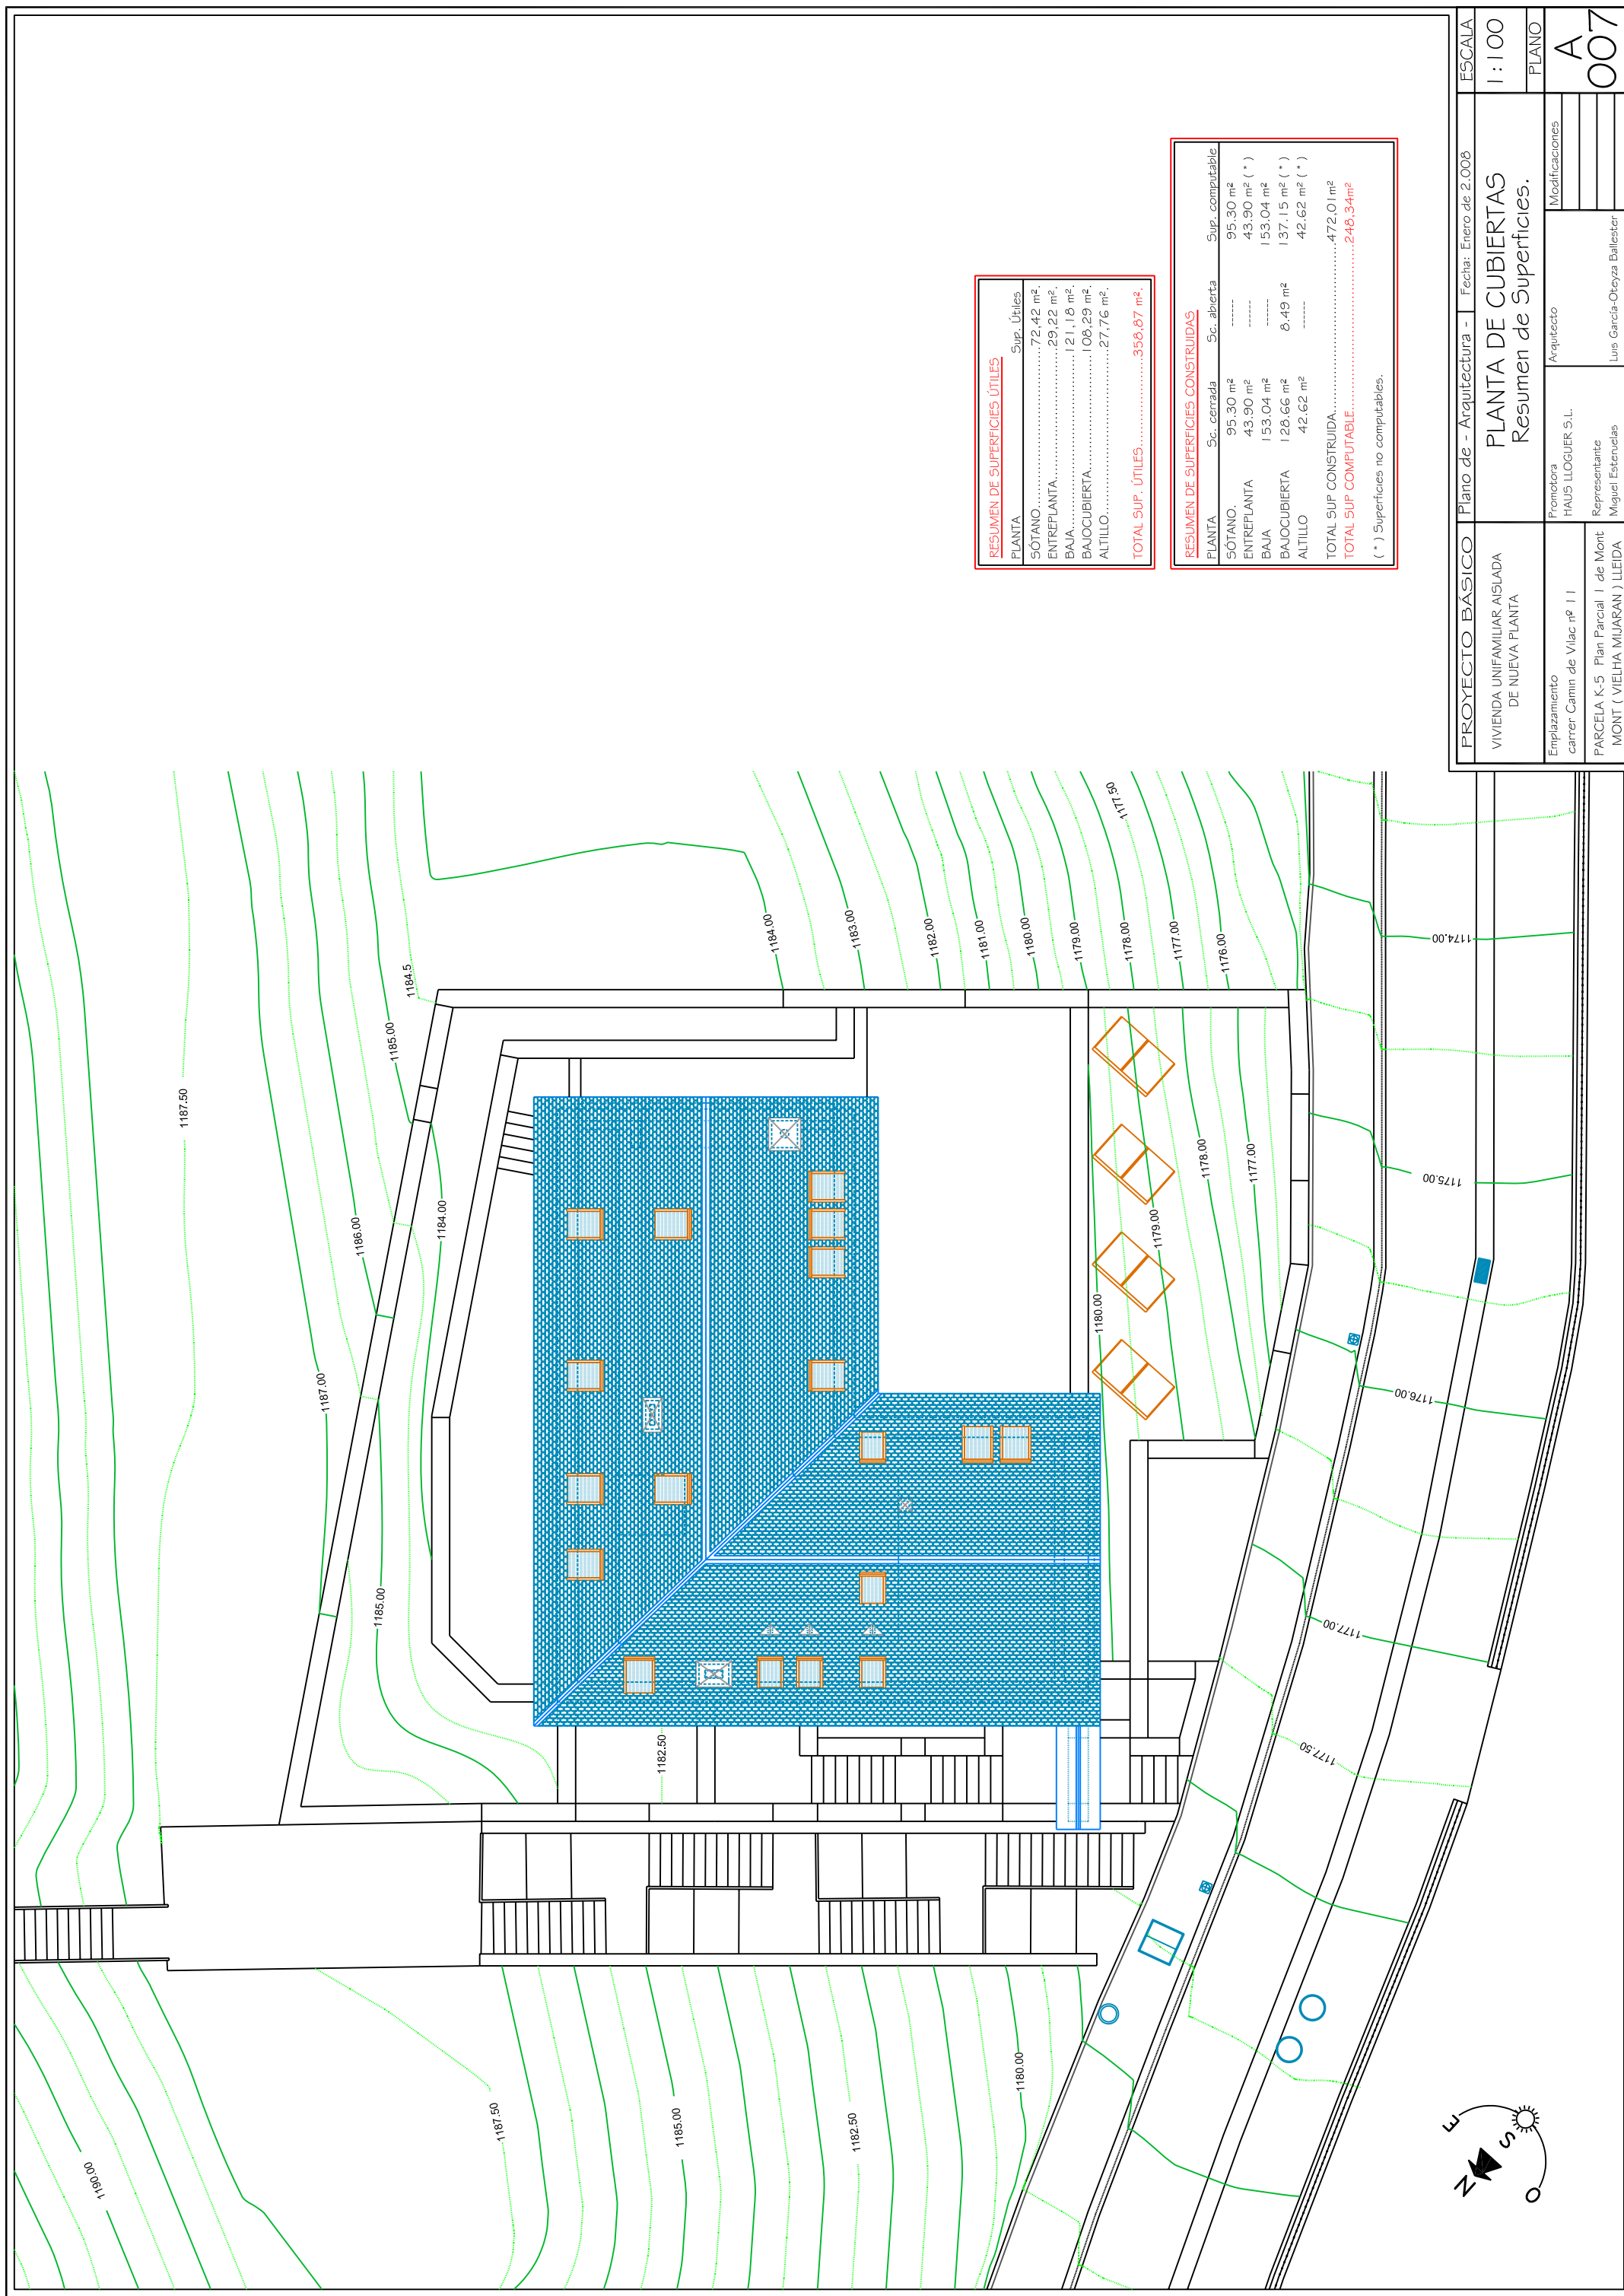 RESUMEN DE SUPERFICIES ÚTILES
PLANTA Sup. Útiles
SÓTANO..............................72,42 m².
ENTREPLANTA....................29,22 m².
BAJA...............................121,18 m².
BAJOCUBIERTA..................108,29 m².
ALTILLO............................27,76 m².
TOTAL SUP. ÚTILES..................358,87 m².
RESUMEN DE SUPERFICIES CONSTRUIDAS
PLANTA Sc. cerrada Sc. abierta Sup. computable
SÓTANO. 95.30 m² ------ 95.30 m²
ENTREPLANTA 43.90 m² ------ 43.90 m² ( * )
BAJA 153.04 m² ------ 153.04 m²
BAJOCUBIERTA 128.66 m² 8.49 m² 137.15 m² ( * )
ALTILLO 42.62 m² ------ 42.62 m² ( * )
TOTAL SUP CONSTRUIDA..............................472,01m²
TOTAL SUP COMPUTABLE..............................248,34m²
( * ) Superficies no computables.
PROYECTO BÁSICO
VIVIENDA UNIFAMILIAR AISLADA
DE NUEVA PLANTA
Emplazamiento
carrer Camin de Vilac nº 11
PARCELA K-5 Plan Parcial 1 de Mont
MONT ( VIELHA MIJARAN ) LLEIDA
Plano de - Arquitectura -
Fecha: Enero de 2.008
PLANTA DE CUBIERTAS
Resumen de Superficies.
Promotora
HAUS LLOGUER S.L.
Representante
Miguel Esteruelas
Arquitecto
Luis García-Oteyza Ballester
Modificaciones
ESCALA
1:100
PLANO
A
007
1190.00
1187.50
1185.00
1182.50
1180.00
1187.50
1187.00
1186.00
1185.00
1184.5
1185.00
1184.00
1182.50
1184.00
1183.00
1182.00
1181.00
1180.00
1179.00
1178.00
1177.50
1177.00
1176.00
1180.00
1179.00
1178.00
1177.00
1174.00
1175.00
1176.00
1177.00
1177.50
N
S
E
O